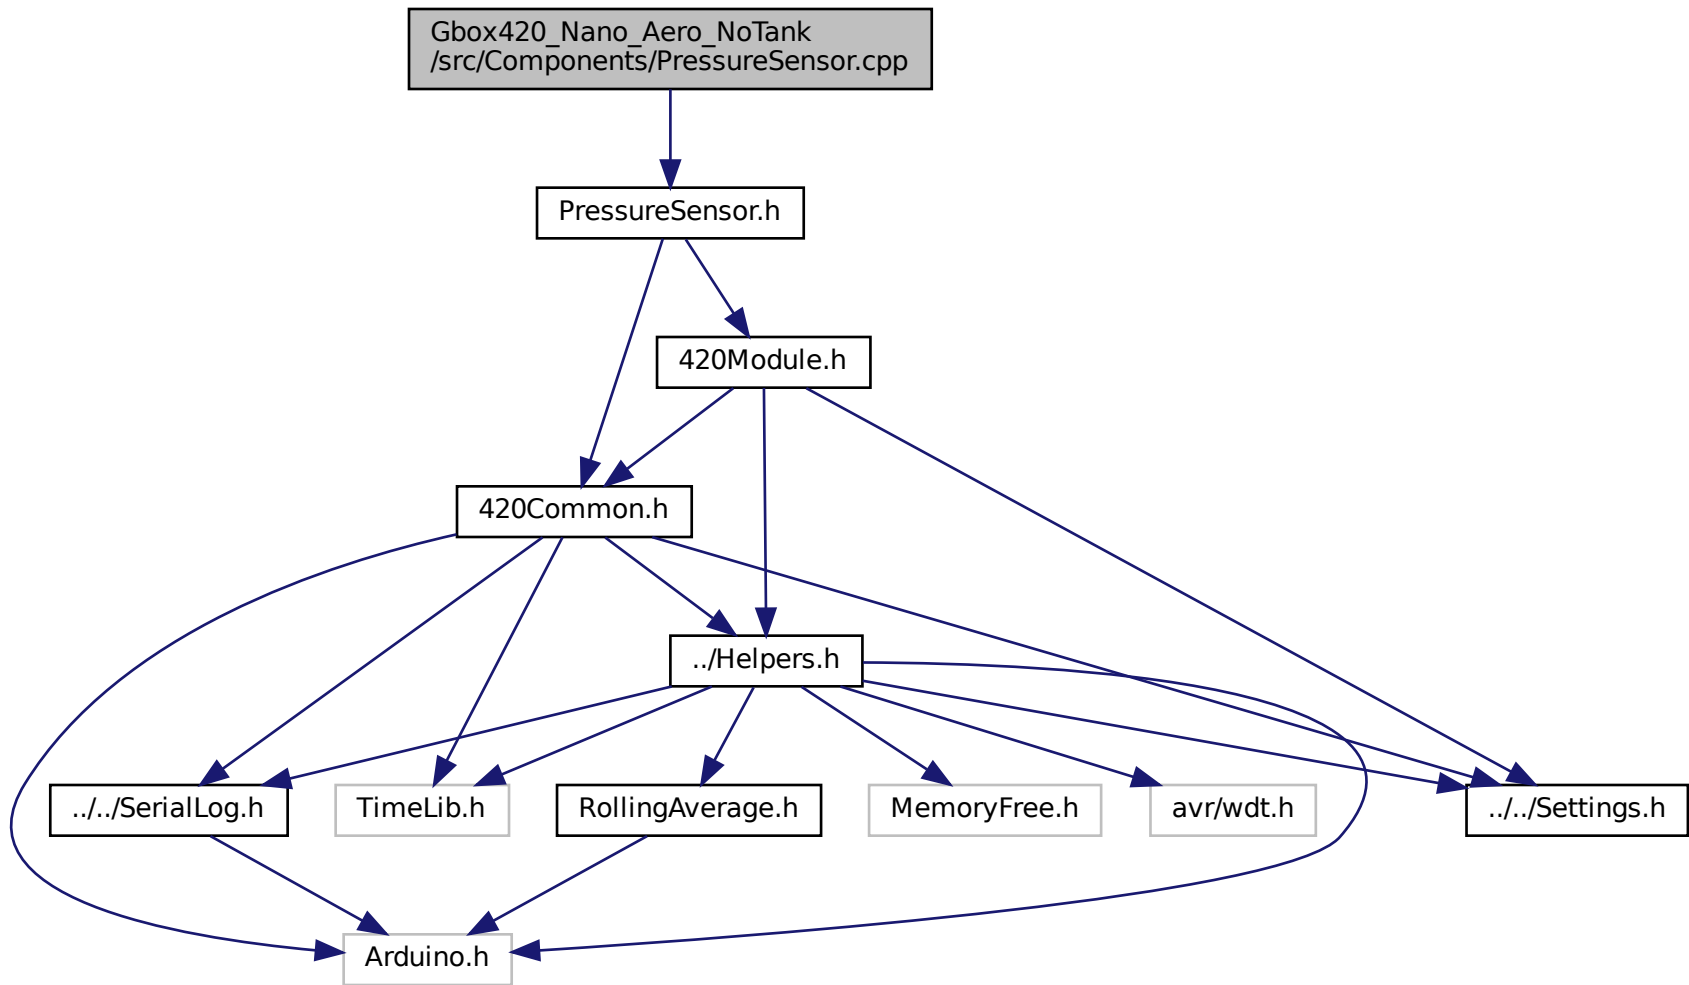 Gbox420_Nano_Aero_NoTank
/src/Components/PressureSensor.cpp
PressureSensor.h
420Module.h
420Common.h
../Helpers.h
../../SerialLog.h
TimeLib.h
RollingAverage.h
MemoryFree.h
avr/wdt.h
../../Settings.h
Arduino.h